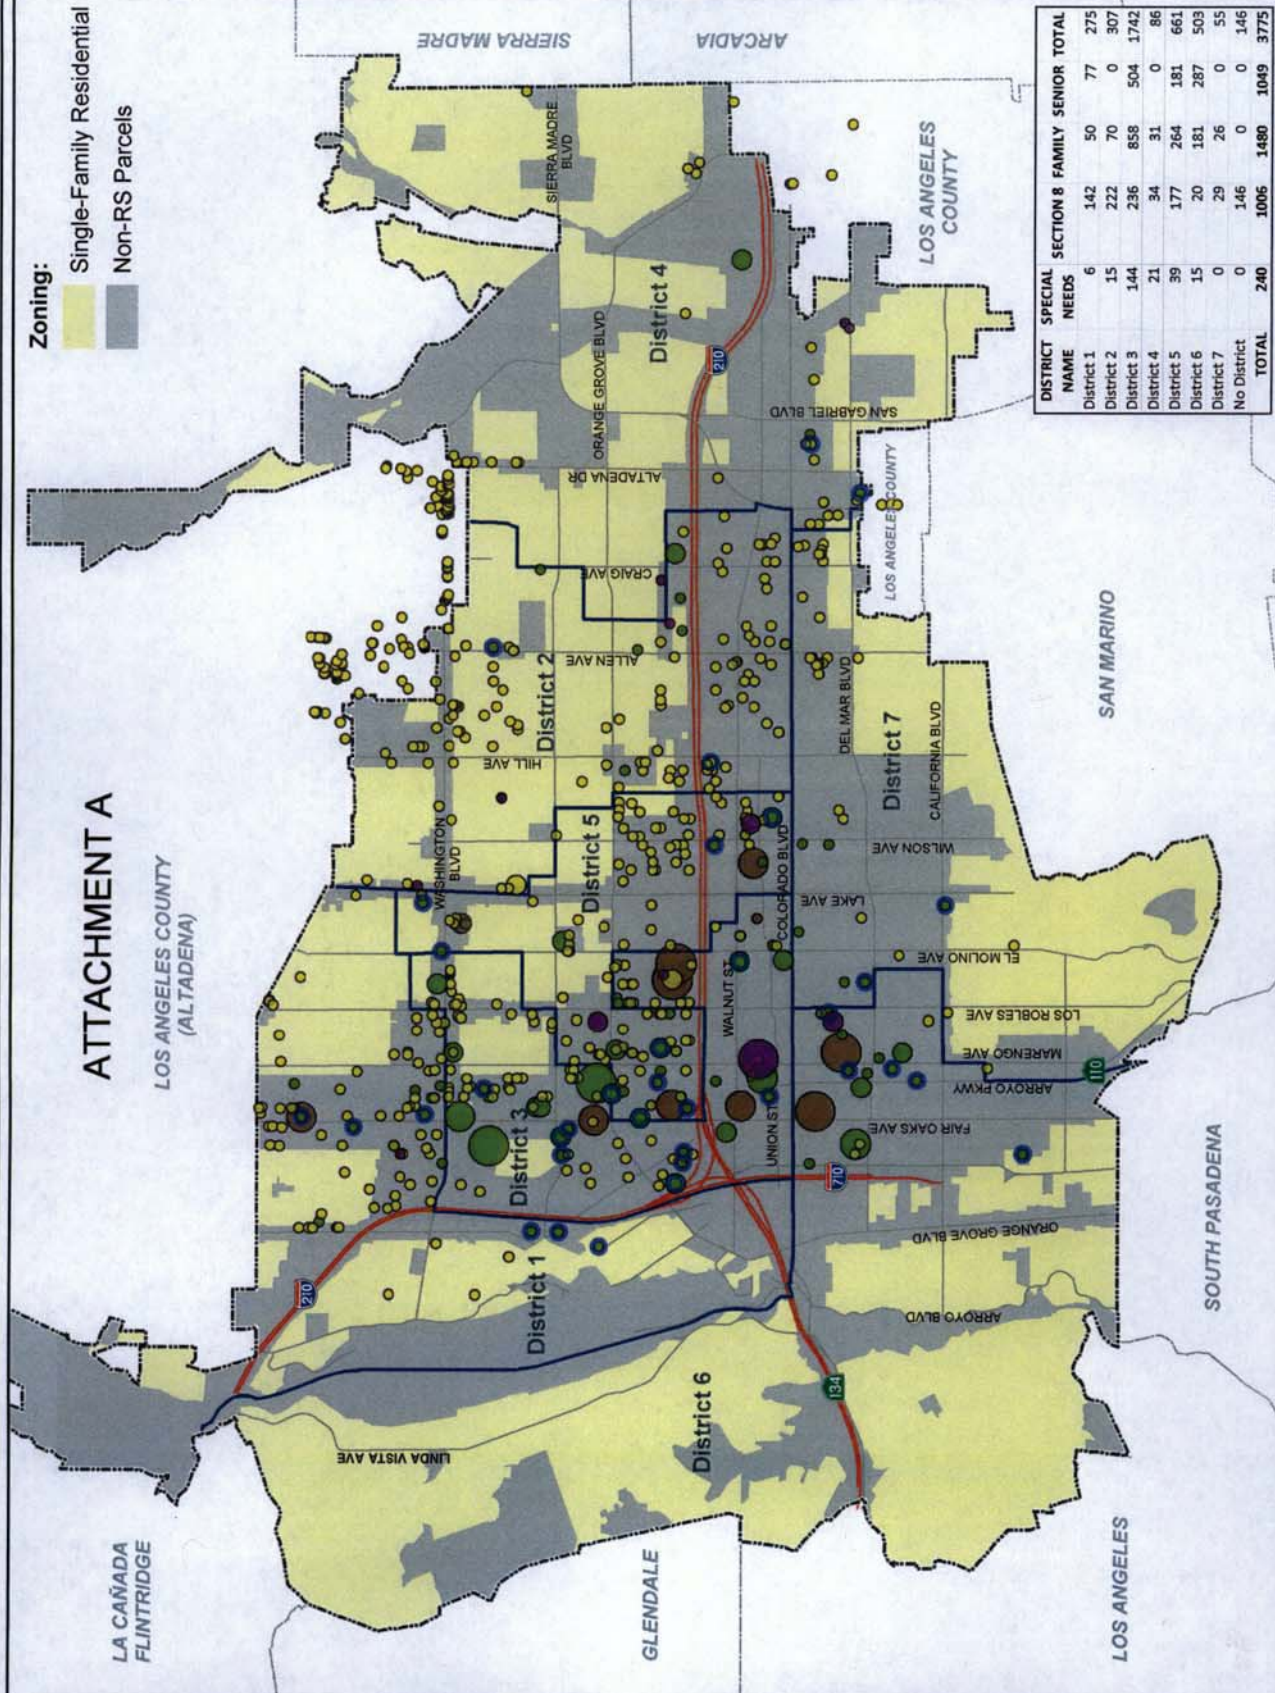 ATTACHMENT A
Zoning:
Single-Family Residential
Non-RS Parcels
LA CAÑADA
FLINTRIDGE
LOS ANGELES COUNTY
(ALTADENA)
SIERRA MADRE
ARCADIA
LOS ANGELES
COUNTY
LOS ANGELES COUNTY
SAN MARINO
SOUTH PASADENA
LOS ANGELES
GLENDALE
District 1
District 2
District 3
District 4
District 5
District 6
District 7
LINDA VISTA AVE
WASHINGTON
BLVD
HILL AVE
ALLEN AVE
CRAIG AVE
ALTADENA DR
ORANGE GROVE BLVD
SIERRA MADRE
BLVD
SAN GABRIEL BLVD
DEL MAR BLVD
CALIFORNIA BLVD
WILSON AVE
LAKE AVE
COLORADO BLVD
WALNUT ST
UNION ST
EL MOLINO AVE
LOS ROBLES AVE
MARENGO AVE
ARROYO PKWY
FAIR OAKS AVE
ORANGE GROVE BLVD
ARROYO BLVD
210
210
710
134
110
DISTRICT NAME SPECIAL NEEDS SECTION 8 FAMILY SENIOR TOTAL
District 1 6 142 50 77 275
District 2 15 222 70 0 307
District 3 144 236 858 504 1742
District 4 21 34 31 0 86
District 5 39 177 264 181 661
District 6 15 20 181 287 503
District 7 0 29 26 0 55
No District 0 146 0 0 146
TOTAL 240 1006 1480 1049 3775